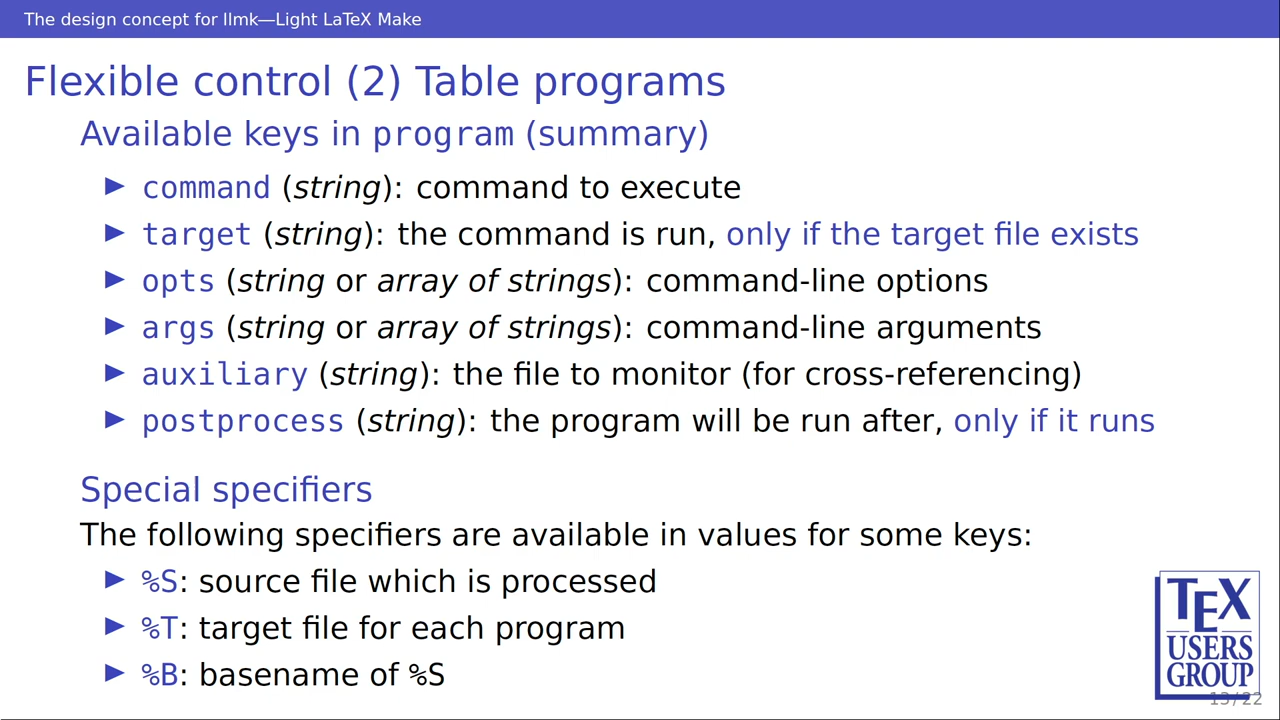 The design concept for llmk—Light LaTeX Make
Flexible control (2) Table programs
Available keys in program (summary)
▶ command (string): command to execute
▶ target (string): the command is run, only if the target file exists
▶ opts (string or array of strings): command-line options
▶ args (string or array of strings): command-line arguments
▶ auxiliary (string): the file to monitor (for cross-referencing)
▶ postprocess (string): the program will be run after, only if it runs
Special specifiers
The following specifiers are available in values for some keys:
▶ %S: source file which is processed
▶ %T: target file for each program
▶ %B: basename of %S
TEX
USERS
GROUP
13/22